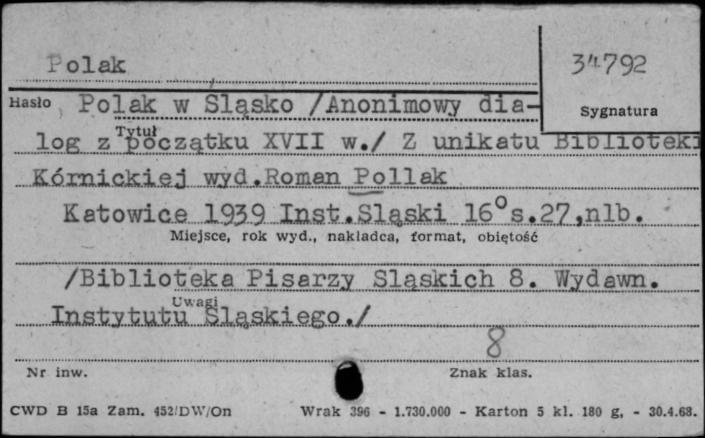 Polak
34792
Hasło Polak w Sląsko /Anonimowy dia-
Sygnatura
Tytuł
log z początku XVII w./ Z unikatu Biblioteki
Kórnickiej wyd.Roman Pollak
Katowice 1939 Inst.Sląski 16° s.27,nlb.
Miejsce, rok wyd., nakładca, format, objętość
/Biblioteka Pisarzy Sląskich 8. Wydawn.
Uwagi
Instytutu Sląskiego./
8
Nr inw. Znak klas.
CWD B 15a Zam. 452/DW/On Wrak 396 - 1.730.000 - Karton 5 kl. 180 g, - 30.4.68.